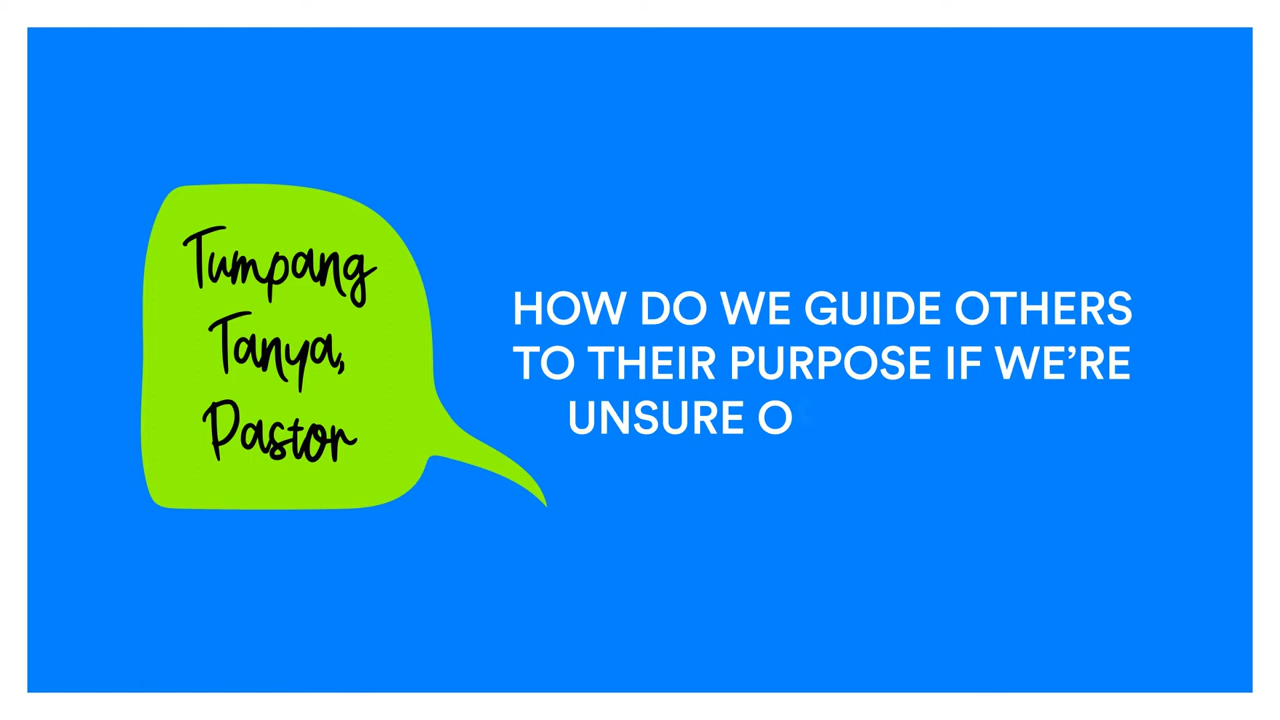 Tumpang
Tanya,
Pastor
HOW DO WE GUIDE OTHERS
TO THEIR PURPOSE IF WE'RE
UNSURE O